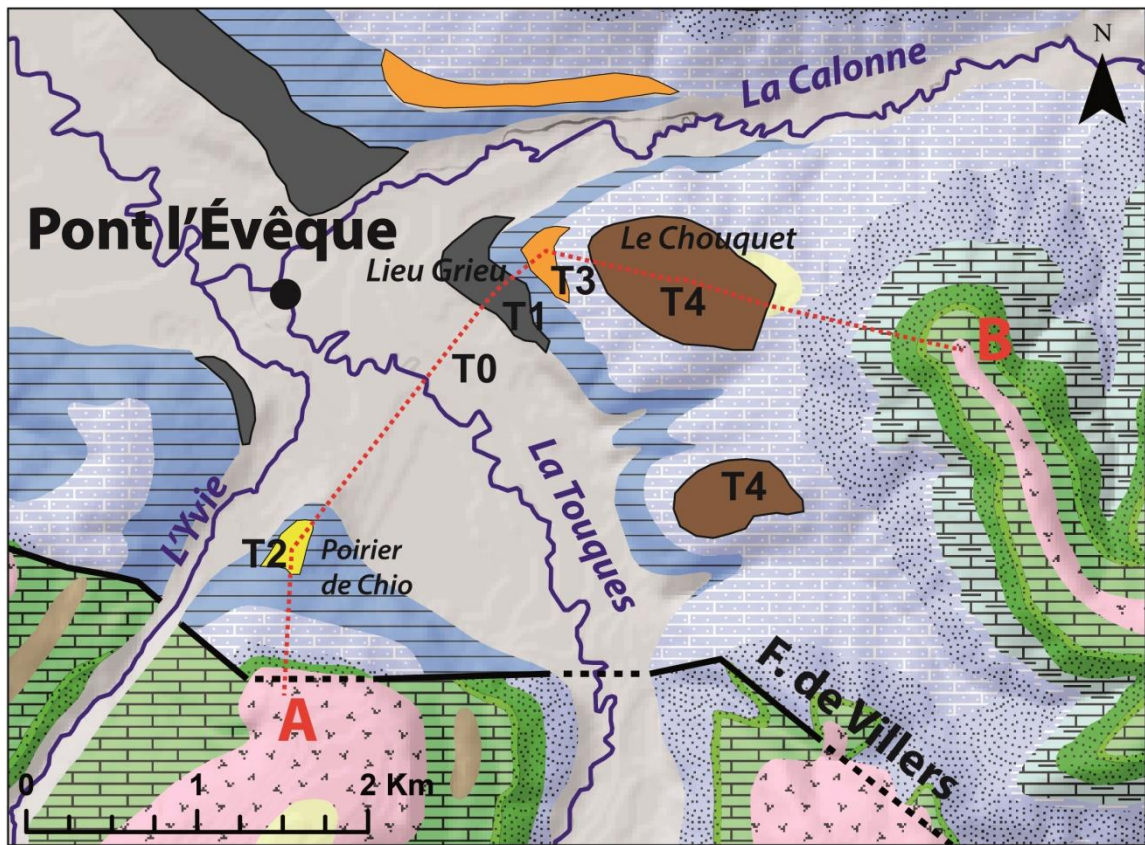 N
La Calonne
Pont l'Évêque
Le Chouquet
Lieu Grieu
T3
T4
T1
B
T0
T4
La Touques
L'Yvie
T2
Poirier
de Chio
F. de Villers
A
0 1 2 Km